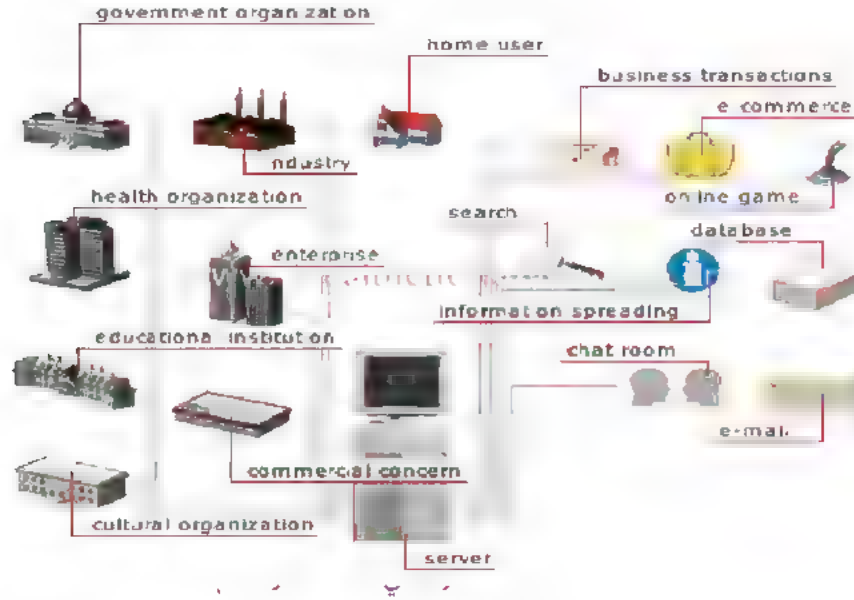 government organization
home user
business transactions
e commerce
industry
health organization
online game
search
database
enterprise
information spreading
educational institution
chat room
e-mail
commercial concern
cultural organization
server